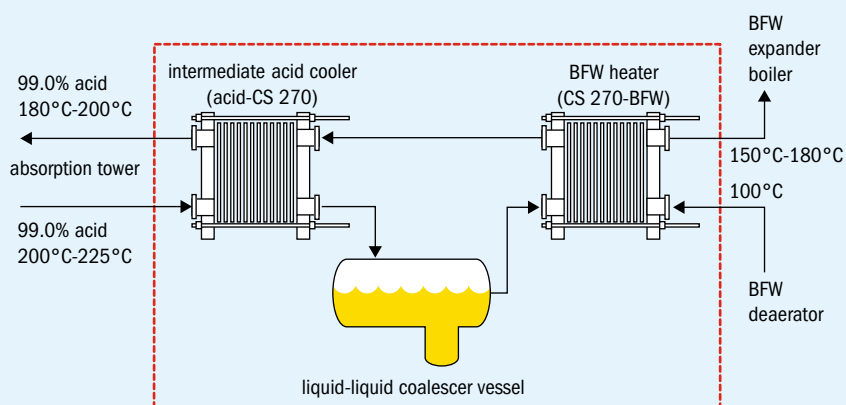 99.0% acid
180°C-200°C
absorption tower
99.0% acid
200°C-225°C
intermediate acid cooler
(acid-CS 270)
BFW heater
(CS 270-BFW)
BFW
expander
boiler
150°C-180°C
100°C
BFW
deaerator
liquid-liquid coalescer vessel